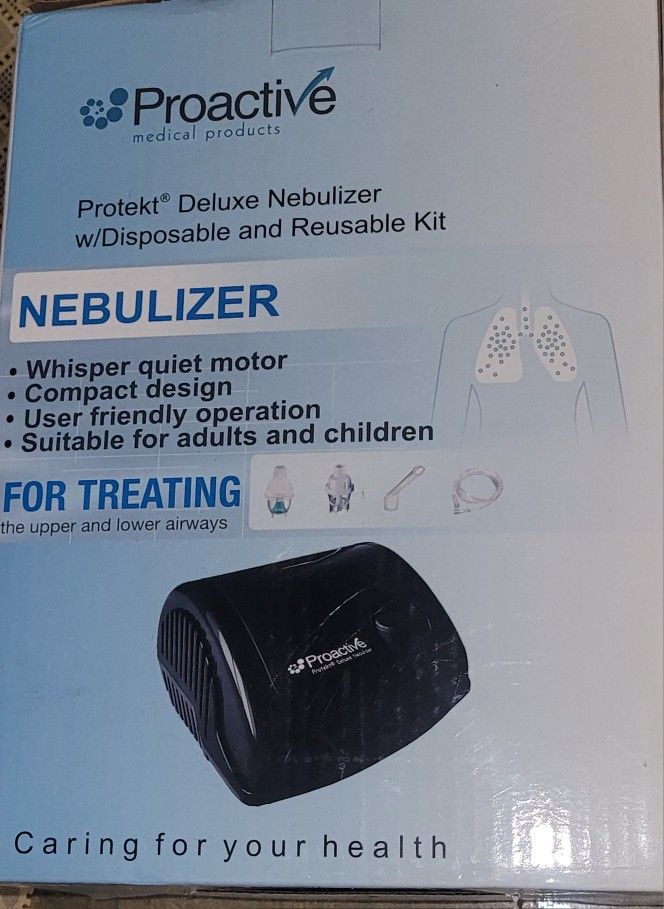 Proactive
medical products
Protekt® Deluxe Nebulizer
w/Disposable and Reusable Kit
NEBULIZER
• Whisper quiet motor
• Compact design
• User friendly operation
• Suitable for adults and children
FOR TREATING
the upper and lower airways
Proactive
Protekt® Deluxe Nebulizer
Caring for your health